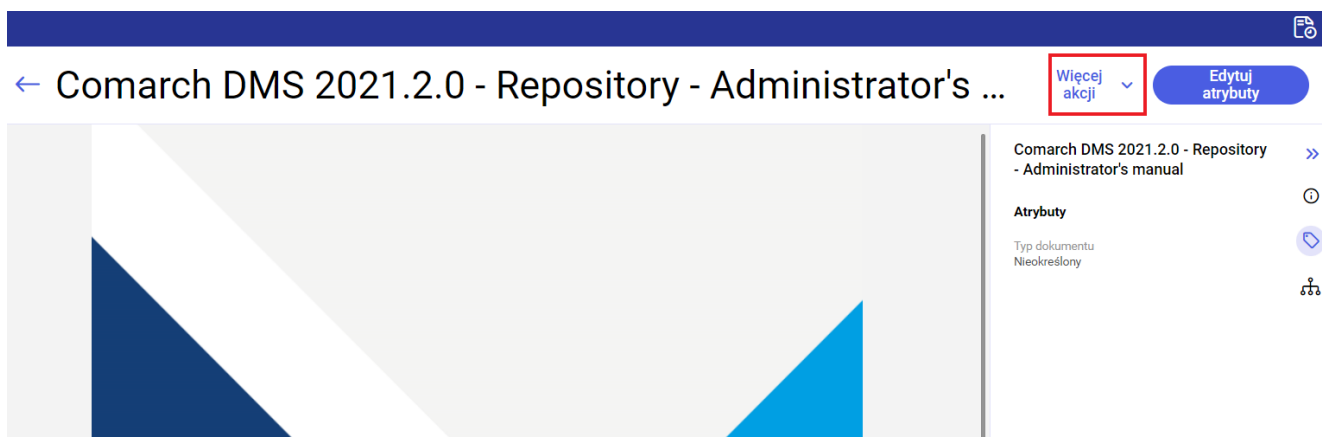 Comarch DMS 2021.2.0 - Repository - Administrator's ...
Więcej
akcji
Edytuj
atrybuty
Comarch DMS 2021.2.0 - Repository
- Administrator's manual
Atrybuty
Typ dokumentu
Nieokreślony